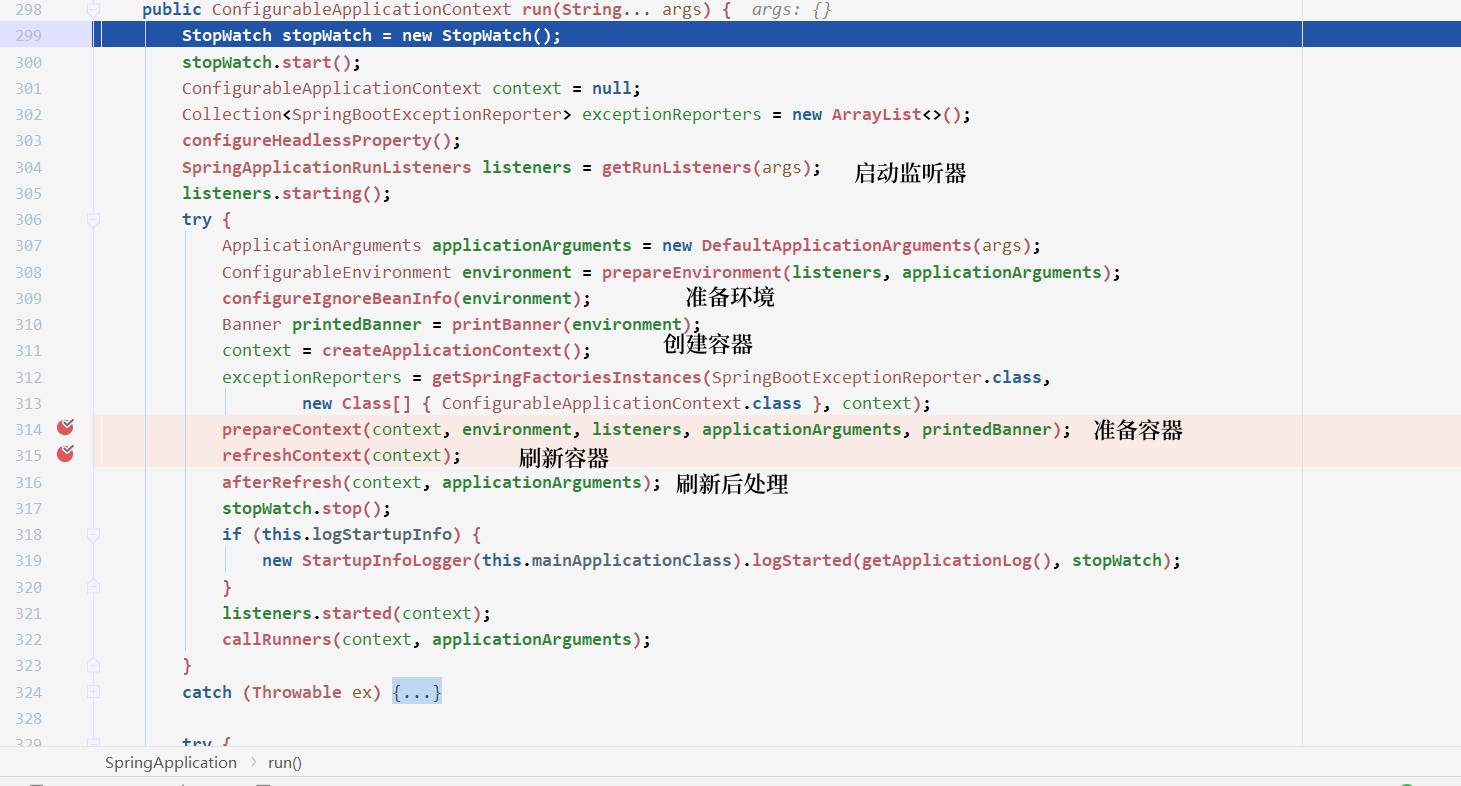 298 public ConfigurableApplicationContext run(String... args) { args: {}
299 StopWatch stopWatch = new StopWatch();
300 stopWatch.start();
301 ConfigurableApplicationContext context = null;
302 Collection<SpringBootExceptionReporter> exceptionReporters = new ArrayList<>();
303 configureHeadlessProperty();
304 SpringApplicationRunListeners listeners = getRunListeners(args); 启动监听器
305 listeners.starting();
306 try {
307 ApplicationArguments applicationArguments = new DefaultApplicationArguments(args);
308 ConfigurableEnvironment environment = prepareEnvironment(listeners, applicationArguments);
309 configureIgnoreBeanInfo(environment); 准备环境
310 Banner printedBanner = printBanner(environment);
311 context = createApplicationContext(); 创建容器
312 exceptionReporters = getSpringFactoriesInstances(SpringBootExceptionReporter.class,
313 new Class[] { ConfigurableApplicationContext.class }, context);
314 prepareContext(context, environment, listeners, applicationArguments, printedBanner); 准备容器
315 refreshContext(context); 刷新容器
316 afterRefresh(context, applicationArguments); 刷新后处理
317 stopWatch.stop();
318 if (this.logStartupInfo) {
319 new StartupInfoLogger(this.mainApplicationClass).logStarted(getApplicationLog(), stopWatch);
320 }
321 listeners.started(context);
322 callRunners(context, applicationArguments);
323 }
324 catch (Throwable ex) {...}
328
329 try {
SpringApplication › run()